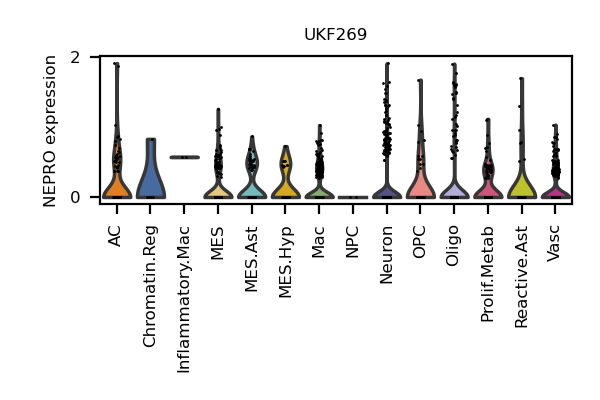 UKF269
NEPRO expression
2
0
AC
Chromatin.Reg
Inflammatory.Mac
MES
MES.Ast
MES.Hyp
Mac
NPC
Neuron
OPC
Oligo
Prolif.Metab
Reactive.Ast
Vasc